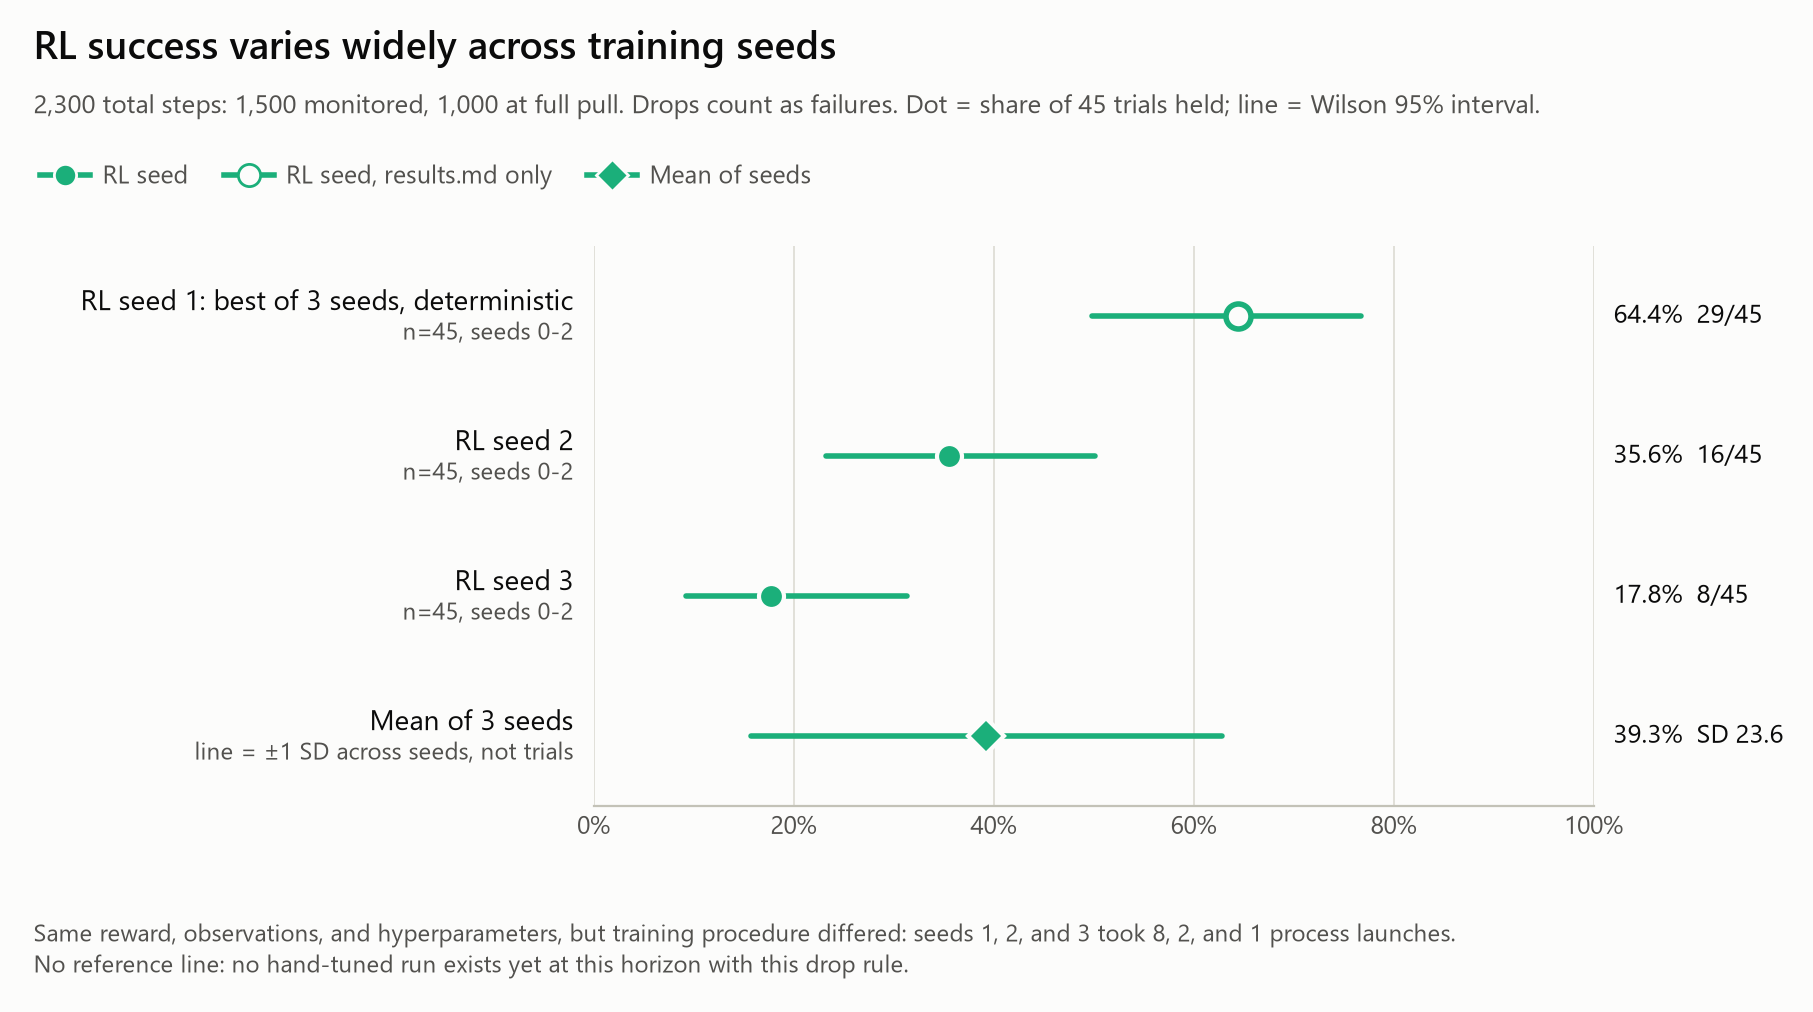 RL success varies widely across training seeds
2,300 total steps: 1,500 monitored, 1,000 at full pull. Drops count as failures. Dot = share of 45 trials held; line = Wilson 95% interval.
RL seed
RL seed, results.md only
Mean of seeds
RL seed 1: best of 3 seeds, deterministic
n=45, seeds 0-2
64.4% 29/45
RL seed 2
n=45, seeds 0-2
35.6% 16/45
RL seed 3
n=45, seeds 0-2
17.8% 8/45
Mean of 3 seeds
line = ±1 SD across seeds, not trials
39.3% SD 23.6
0% 20% 40% 60% 80% 100%
Same reward, observations, and hyperparameters, but training procedure differed: seeds 1, 2, and 3 took 8, 2, and 1 process launches.
No reference line: no hand-tuned run exists yet at this horizon with this drop rule.